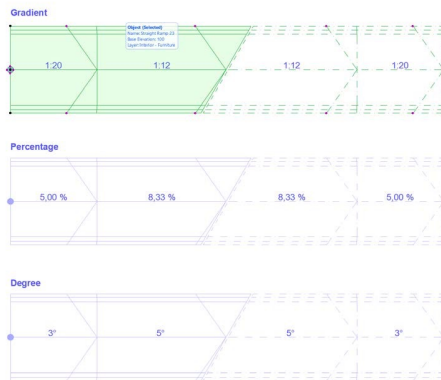 Gradient
Object (Selected)
Name: Straight Ramp 23
Base Elevation: 100
Layer: Interior - Furniture
1:20 1:12 1:12 1:20
Percentage
5,00 % 8,33 % 8,33 % 5,00 %
Degree
3° 5° 5° 3°